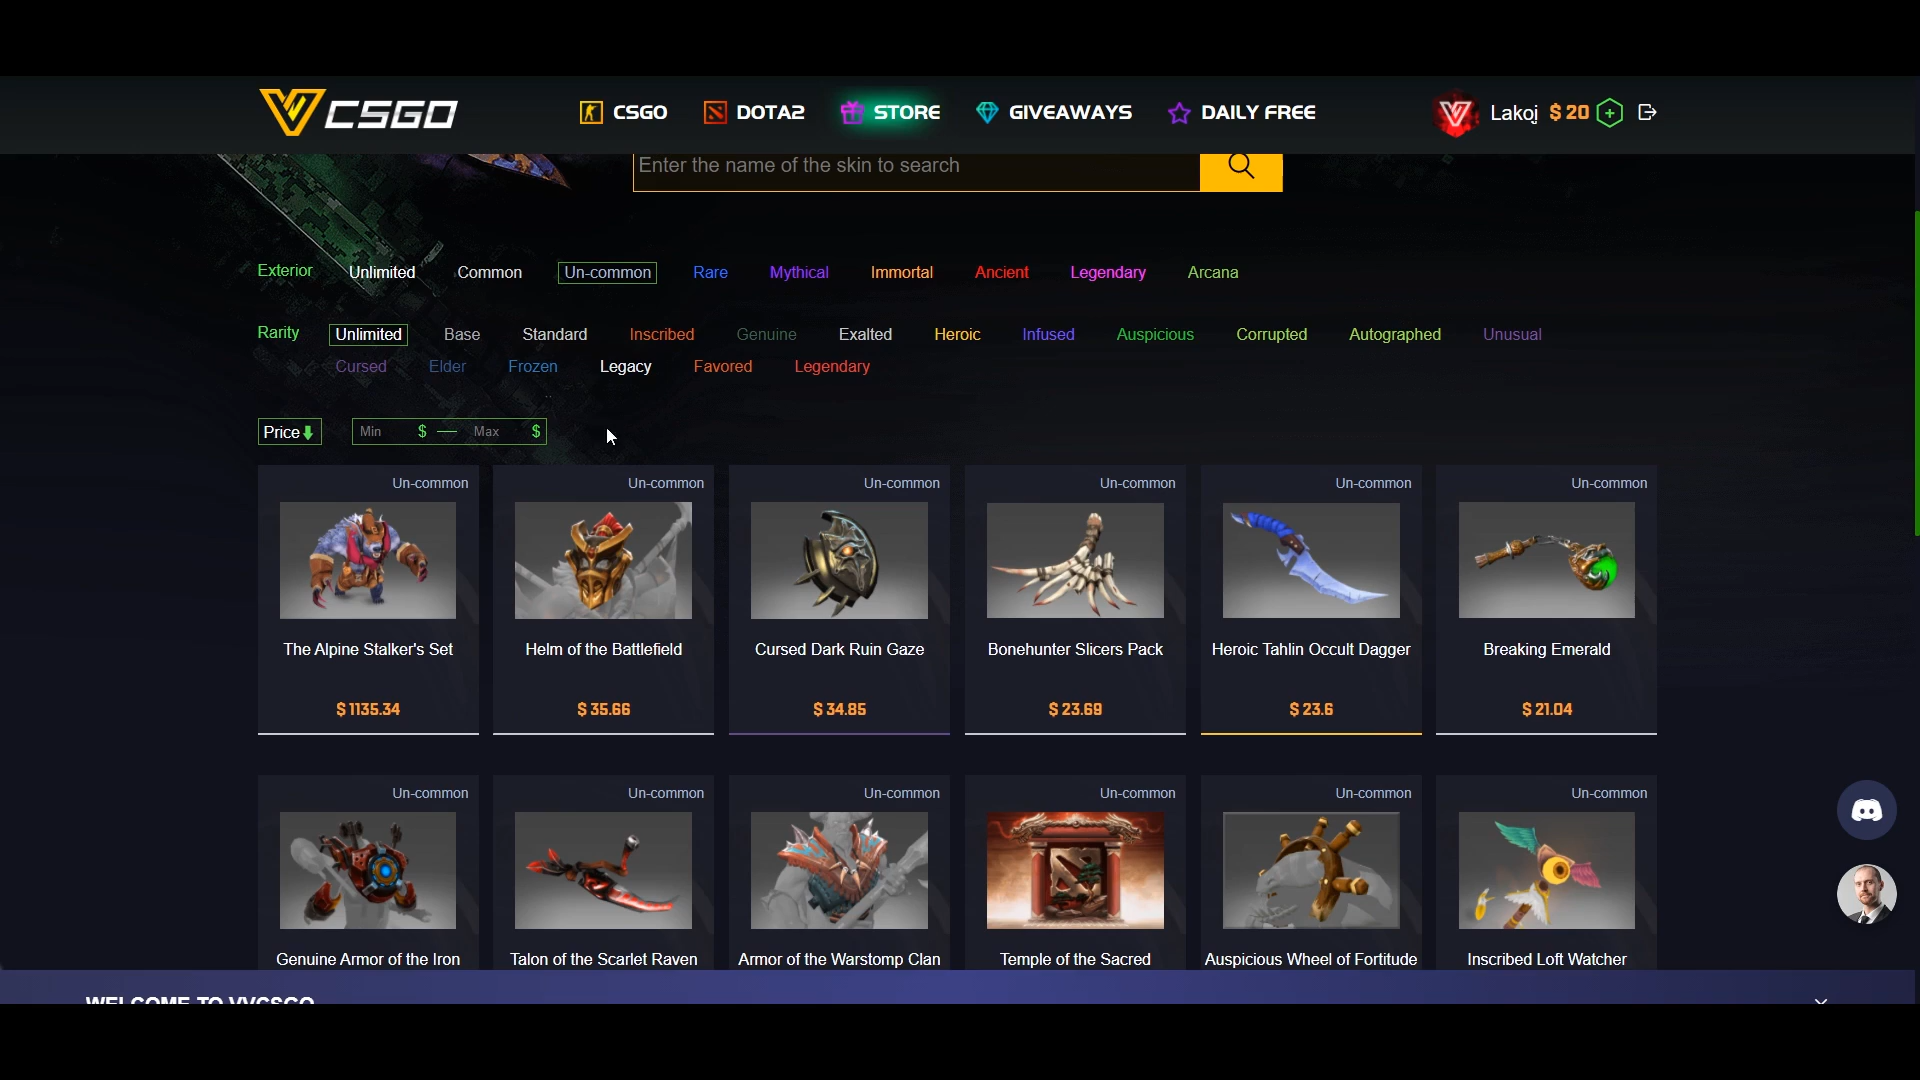 VCSGO CSGO DOTA2 STORE GIVEAWAYS DAILY FREE Lakoj $ 20
Enter the name of the skin to search
Exterior Unlimited Common Un-common Rare Mythical Immortal Ancient Legendary Arcana
Rarity Unlimited Base Standard Inscribed Genuine Exalted Heroic Infused Auspicious Corrupted Autographed Unusual
Cursed Elder Frozen Legacy Favored Legendary
Price Min $ — Max $
Un-common Un-common Un-common Un-common Un-common Un-common
The Alpine Stalker's Set Helm of the Battlefield Cursed Dark Ruin Gaze Bonehunter Slicers Pack Heroic Tahlin Occult Dagger Breaking Emerald
$ 1135.34 $ 35.66 $ 34.85 $ 23.69 $ 23.6 $ 21.04
Un-common Un-common Un-common Un-common Un-common Un-common
Genuine Armor of the Iron Talon of the Scarlet Raven Armor of the Warstomp Clan Temple of the Sacred Auspicious Wheel of Fortitude Inscribed Loft Watcher
WELCOME TO VVCSGO